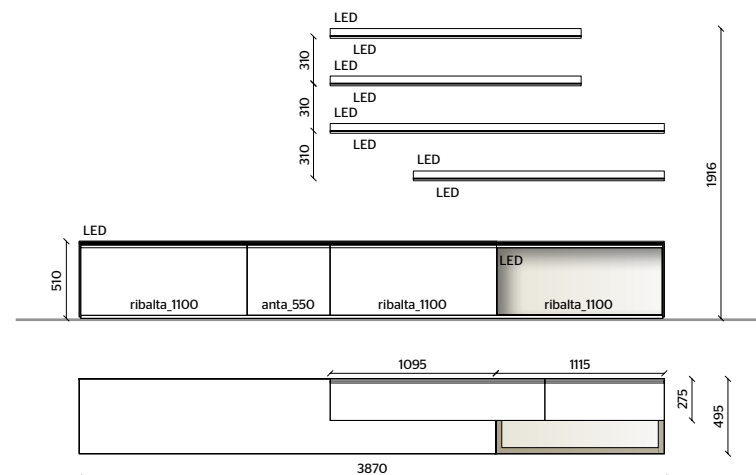 LED
LED
310
LED
LED
310
LED
LED
310
LED
LED
1916
LED
510
LED
ribalta_1100
anta_550
ribalta_1100
ribalta_1100
1095
1115
275
495
3870